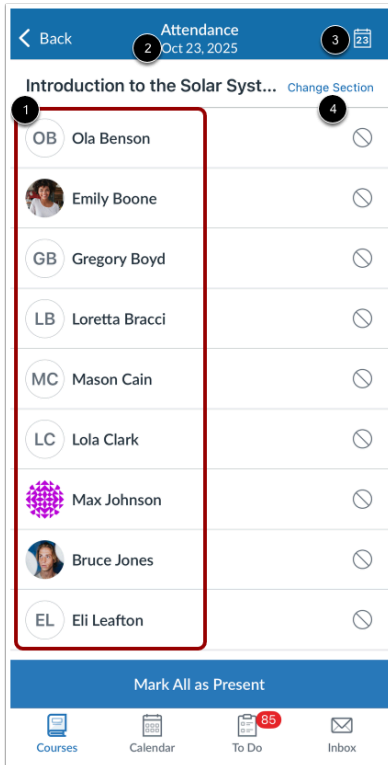 Back
Attendance
2
Oct 23, 2025
3
23
Introduction to the Solar Syst...
Change Section
1
4
OB
Ola Benson
Emily Boone
GB
Gregory Boyd
LB
Loretta Bracci
MC
Mason Cain
LC
Lola Clark
Max Johnson
Bruce Jones
EL
Eli Leafton
Mark All as Present
85
Courses
Calendar
To Do
Inbox